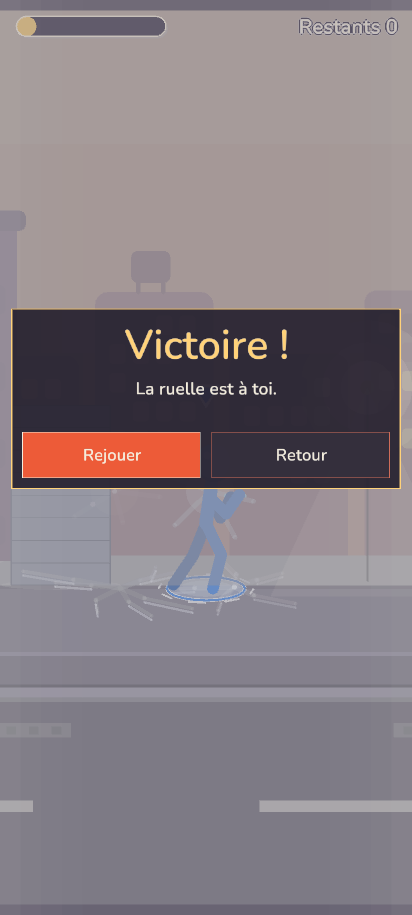 Restants 0
Victoire !
La ruelle est à toi.
Rejouer
Retour